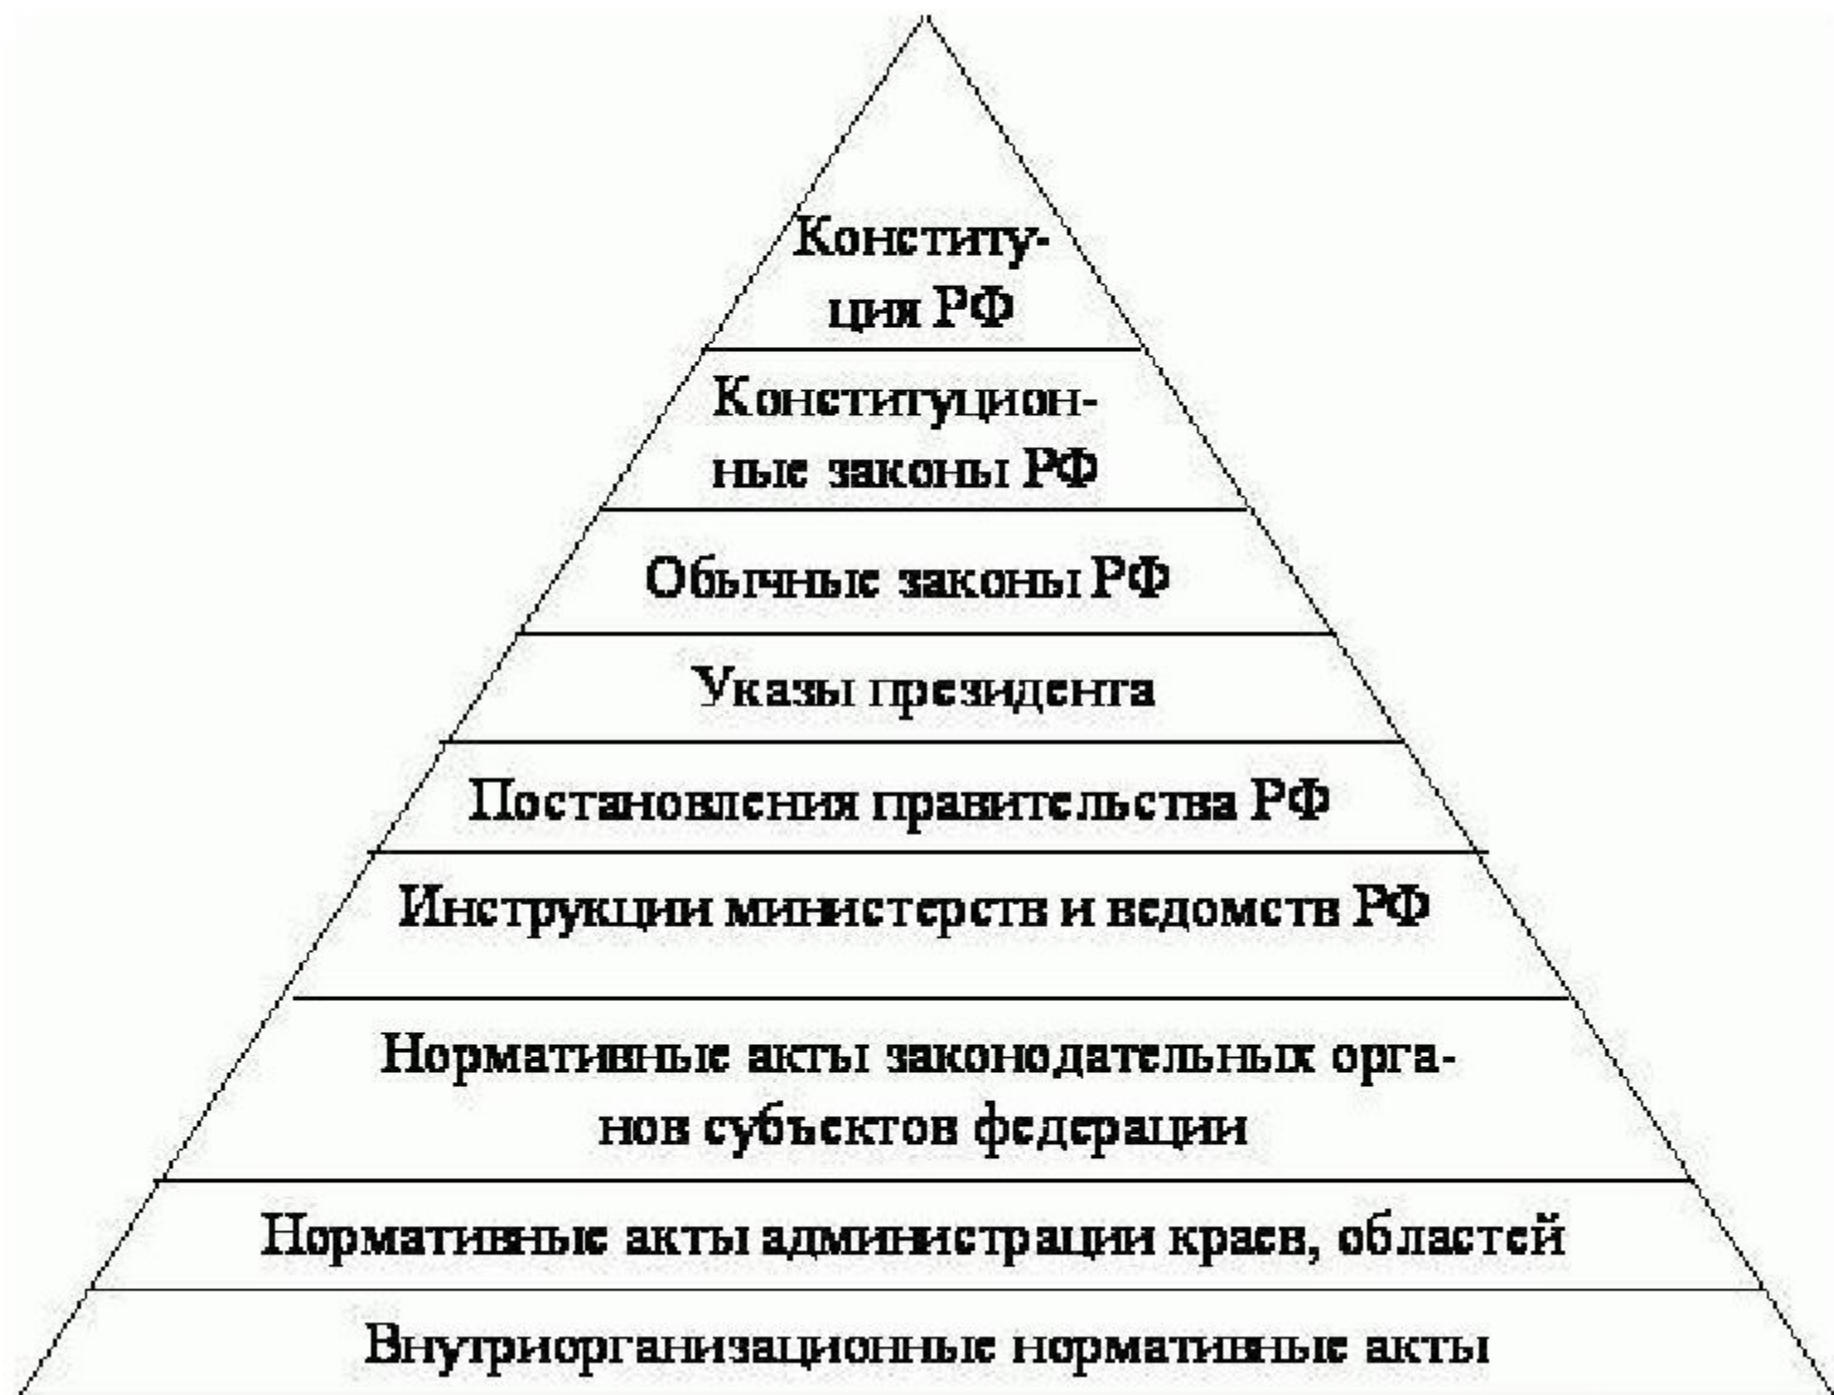 Конститу-
ция РФ
Конституцион-
ные законы РФ
Обычные законы РФ
Указы президента
Постановления правительства РФ
Инструкции министерств и ведомств РФ
Нормативные акты законодательных орга-
нов субъектов федерации
Нормативные акты администрации краев, областей
Внутриорганизационные нормативные акты